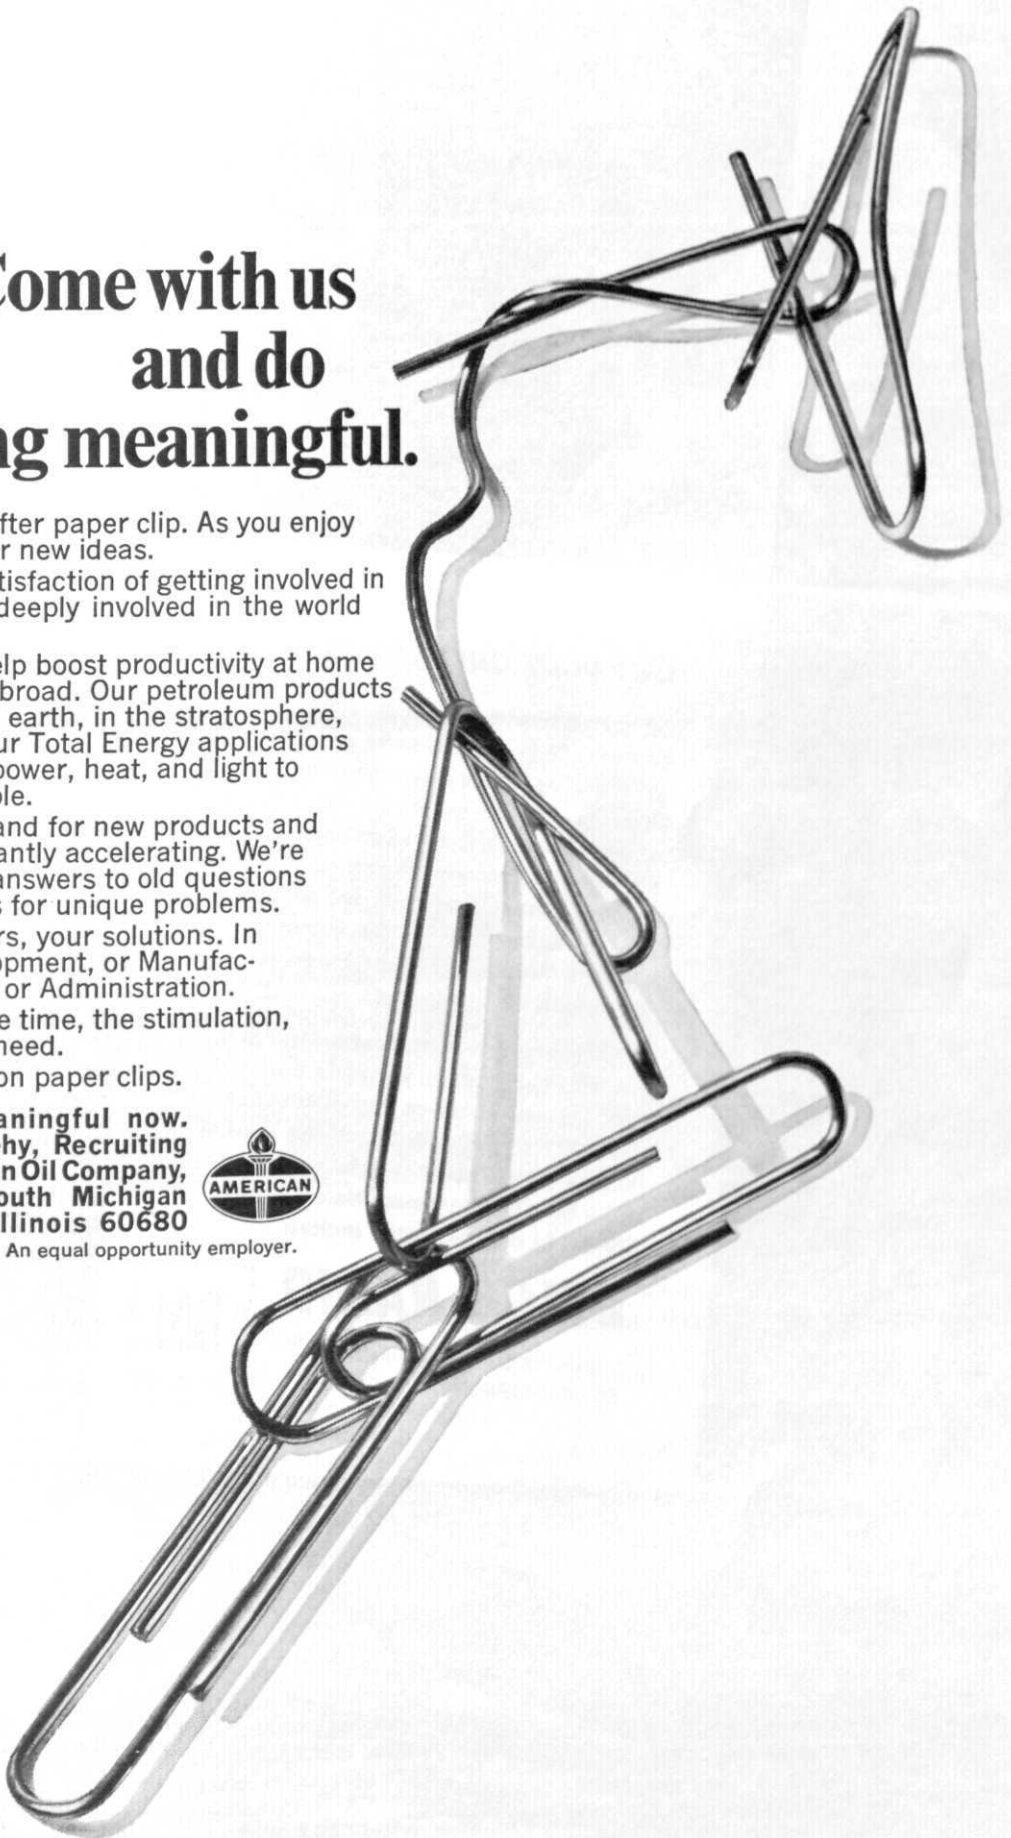 Come with us
and do
ng meaningful.
fter paper clip. As you enjoy
r new ideas.
tisfaction of getting involved in
deeply involved in the world
elp boost productivity at home
broad. Our petroleum products
earth, in the stratosphere,
ur Total Energy applications
power, heat, and light to
ole.
and for new products and
antly accelerating. We're
answers to old questions
s for unique problems.
rs, your solutions. In
opment, or Manufac-
or Administration.
e time, the stimulation,
need.
on paper clips.
aningful now.
hy, Recruiting
n Oil Company,
outh Michigan
llinois 60680
AMERICAN
An equal opportunity employer.